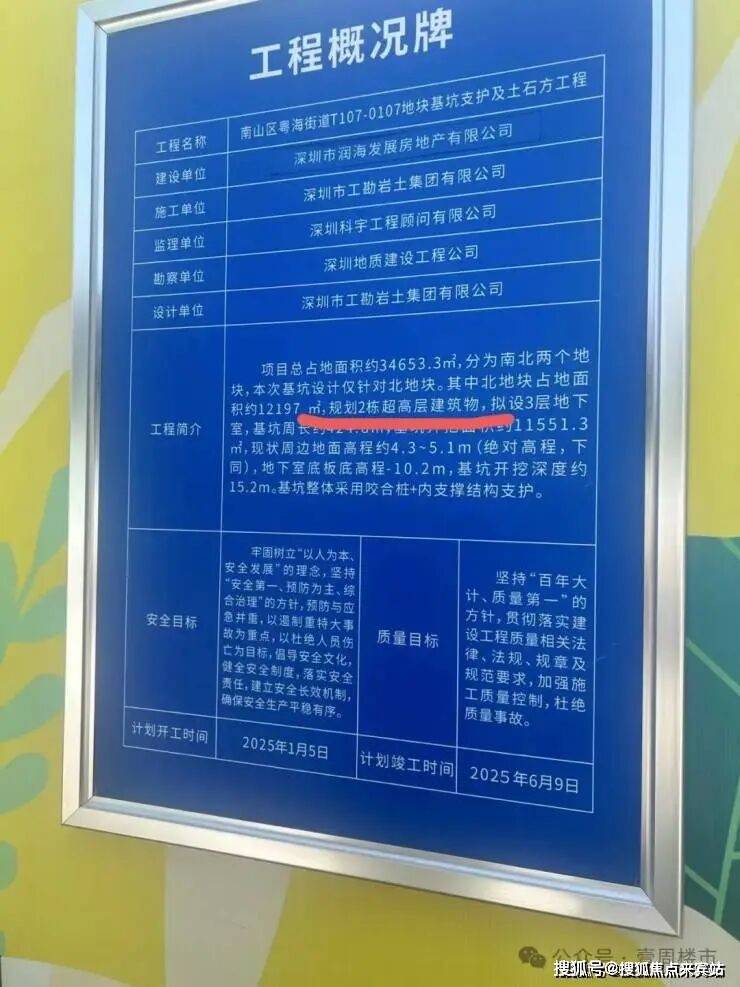 工程概况牌
工程名称
南山区粤海街道T107-0107地块基坑支护及土石方工程
建设单位
深圳市润海发展房地产有限公司
施工单位
深圳市工勘岩土集团有限公司
监理单位
深圳科宇工程顾问有限公司
勘察单位
深圳地质建设工程公司
设计单位
深圳市工勘岩土集团有限公司
工程简介
项目总占地面积约34653.3㎡,分为南北两个地
块,本次基坑设计仅针对北地块。其中北地块占地面
积约12197 ㎡,规划2栋超高层建筑物,拟设3层地下
室,基坑周长约
11551.3
㎡,现状周边地面高程约4.3~5.1m(绝对高程,下
同),地下室底板底高程-10.2m,基坑开挖深度约
15.2m。基坑整体采用咬合桩+内支撑结构支护。
安全目标
牢固树立“以人为本、
安全发展”的理念,坚持
“安全第一、预防为主、综
合治理”的方针,预防与应
急并重,以遏制重特大事
故为重点,以杜绝人员伤
亡为目标,倡导安全文化,
健全安全制度,落实安全
责任,建立安全长效机制,
确保安全生产平稳有序。
质量目标
坚持“百年大
计、质量第一”的
方针,贯彻落实建
设工程质量相关法
律、法规、规章及
规范要求,加强施
工质量控制,杜绝
质量事故。
计划开工时间
2025年1月5日
计划竣工时间
2025年6月9日
公众号·壹周楼市
搜狐号@搜狐焦点来宾站